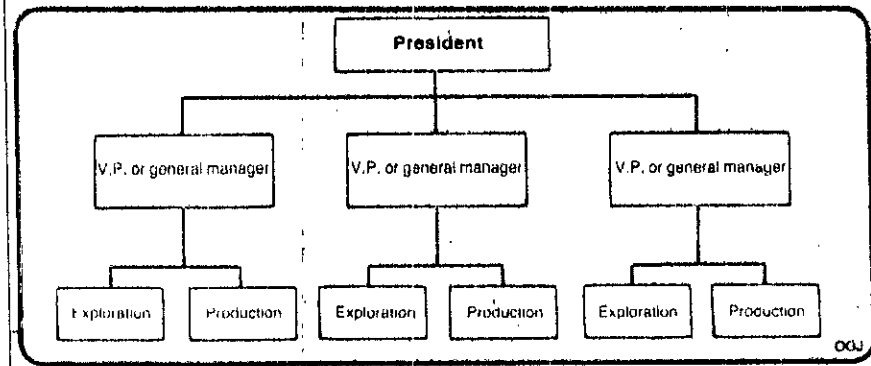 President
V.P. or general manager V.P. or general manager V.P. or general manager
Exploration Production Exploration Production Exploration Production
OGJ